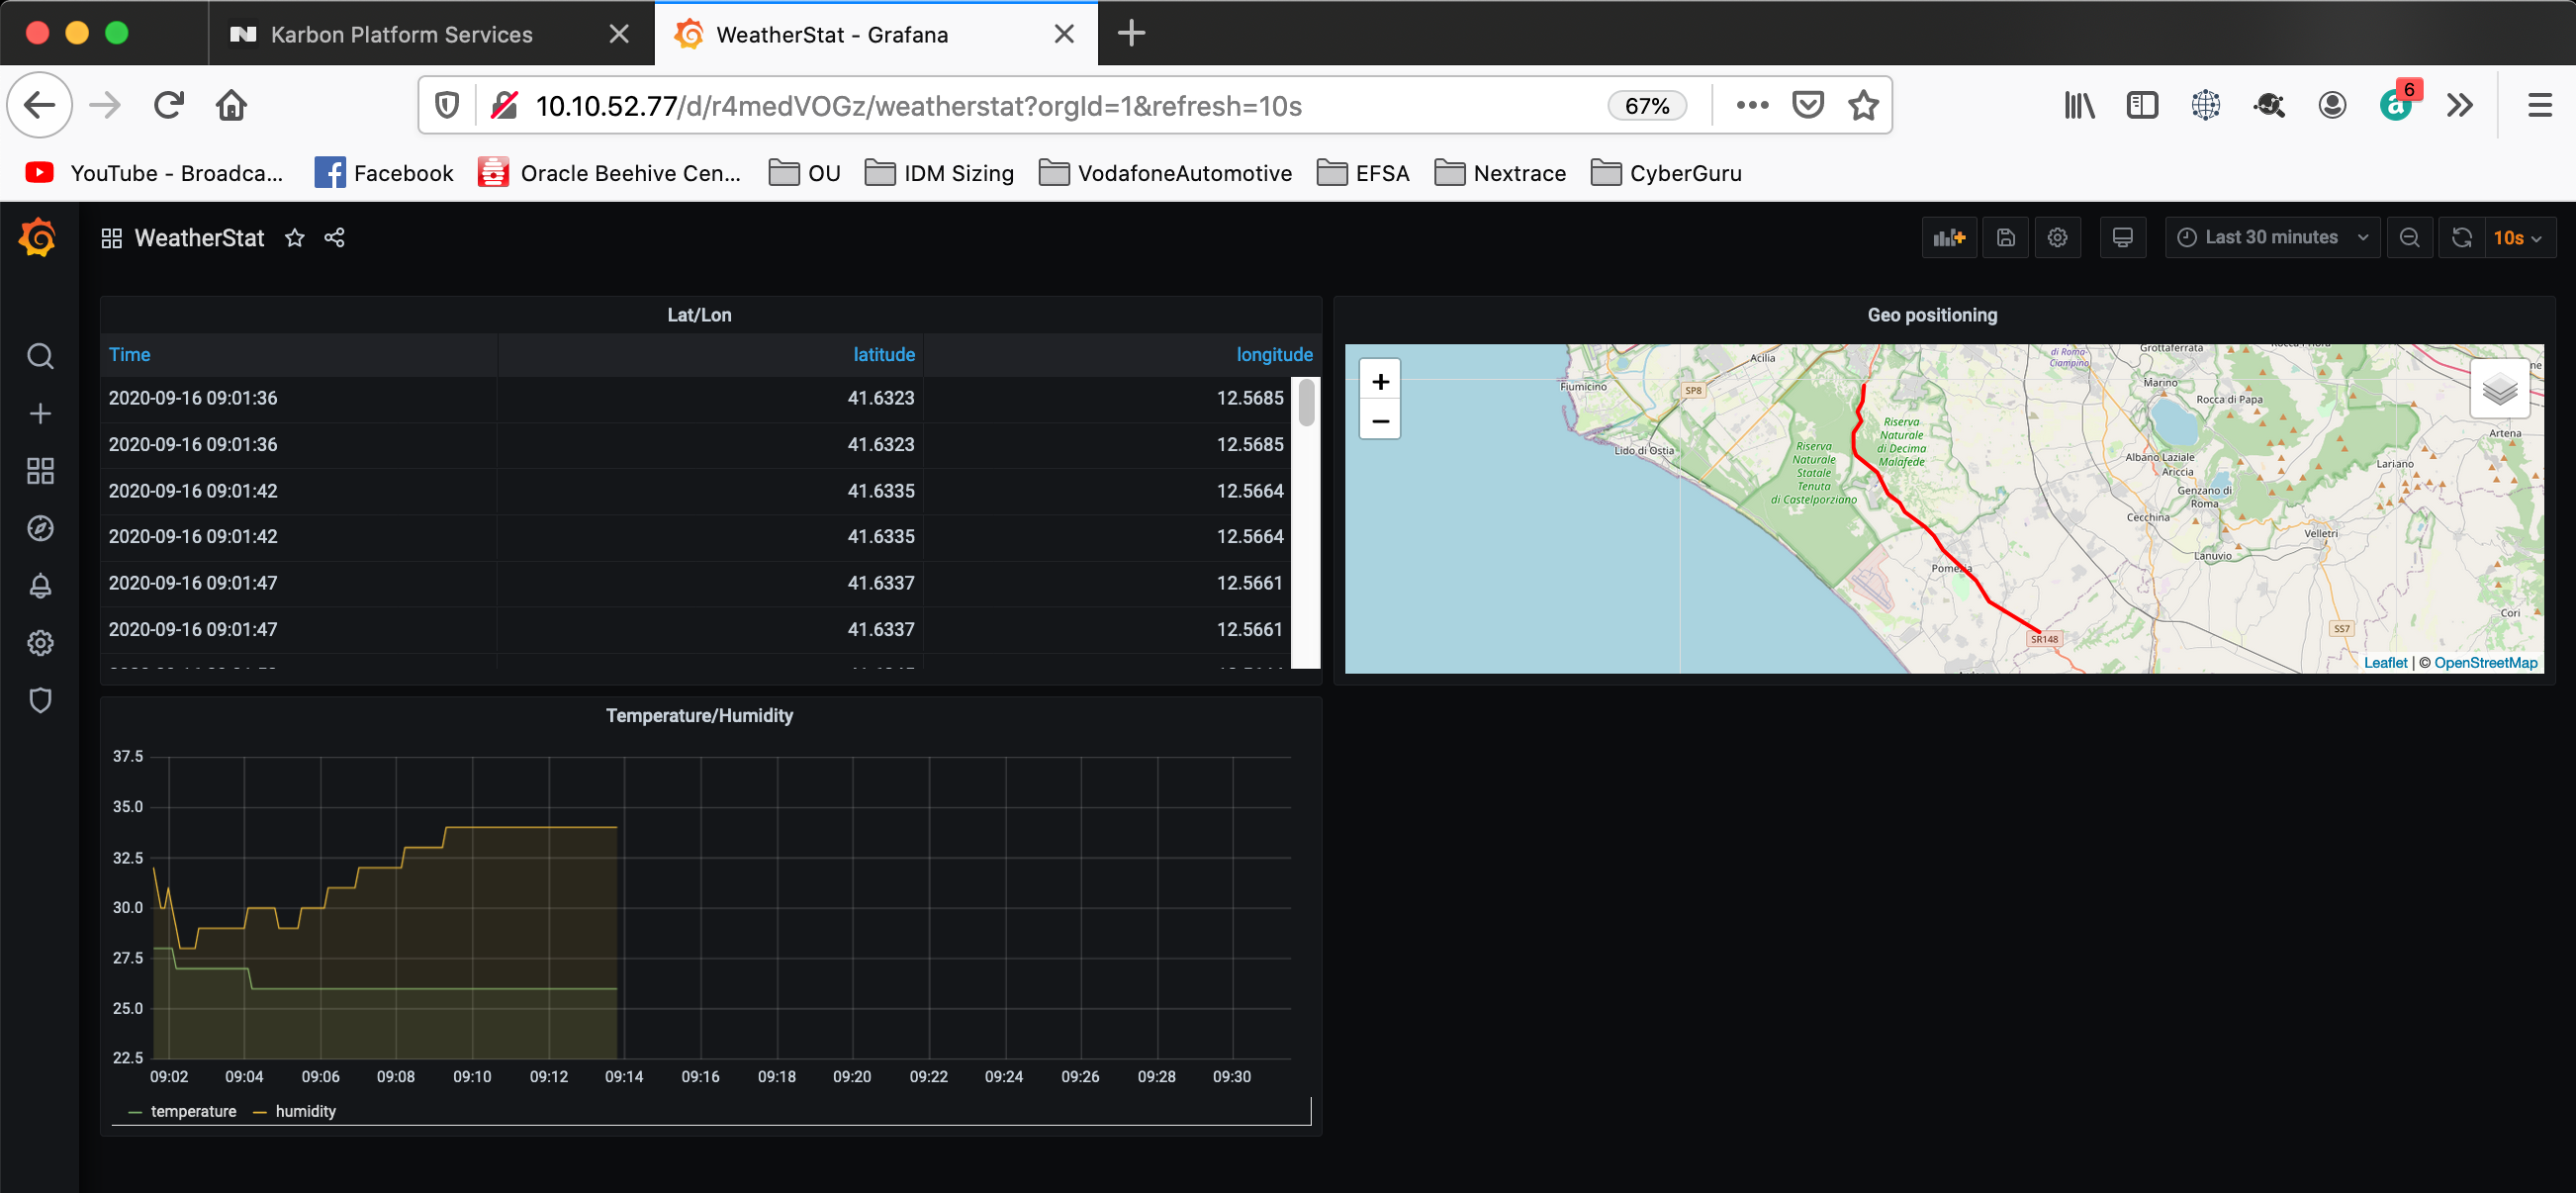 Karbon Platform Services
WeatherStat - Grafana
10.10.52.77/d/r4medVOGz/weatherstat?orgId=1&refresh=10s
67%
6
YouTube - Broadca...
Facebook
Oracle Beehive Cen...
OU
IDM Sizing
VodafoneAutomotive
EFSA
Nextrace
CyberGuru
WeatherStat
Last 30 minutes
10s
Lat/Lon
Time latitude longitude
2020-09-16 09:01:36 41.6323 12.5685
2020-09-16 09:01:36 41.6323 12.5685
2020-09-16 09:01:42 41.6335 12.5664
2020-09-16 09:01:42 41.6335 12.5664
2020-09-16 09:01:47 41.6337 12.5661
2020-09-16 09:01:47 41.6337 12.5661
Geo positioning
+
−
Acilia
di Roma-
Ciampino
Grottaferrata
Fiumicino
SP8
Marino
Rocca di Papa
Artena
Riserva
Naturale
di Decima
Malafede
Lido di Ostia
Riserva
Naturale
Statale
Tenuta
di Castelporziano
Albano Laziale
Ariccia
Lariano
Genzano di
Roma
Cecchina
Velletri
Lanuvio
Pomezia
Cori
SS7
SR148
Leaflet | © OpenStreetMap
Temperature/Humidity
37.5
35.0
32.5
30.0
27.5
25.0
22.5
09:02 09:04 09:06 09:08 09:10 09:12 09:14 09:16 09:18 09:20 09:22 09:24 09:26 09:28 09:30
temperature humidity